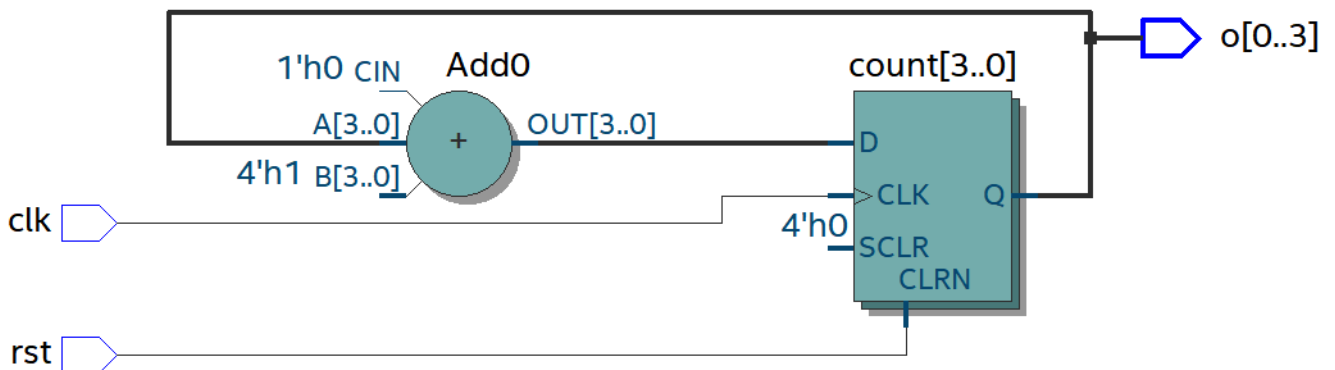 o[0..3]
Add0
count[3..0]
1'h0 CIN
A[3..0]
+
OUT[3..0]
D
4'h1 B[3..0]
CLK
Q
clk
4'h0
SCLR
CLRN
rst